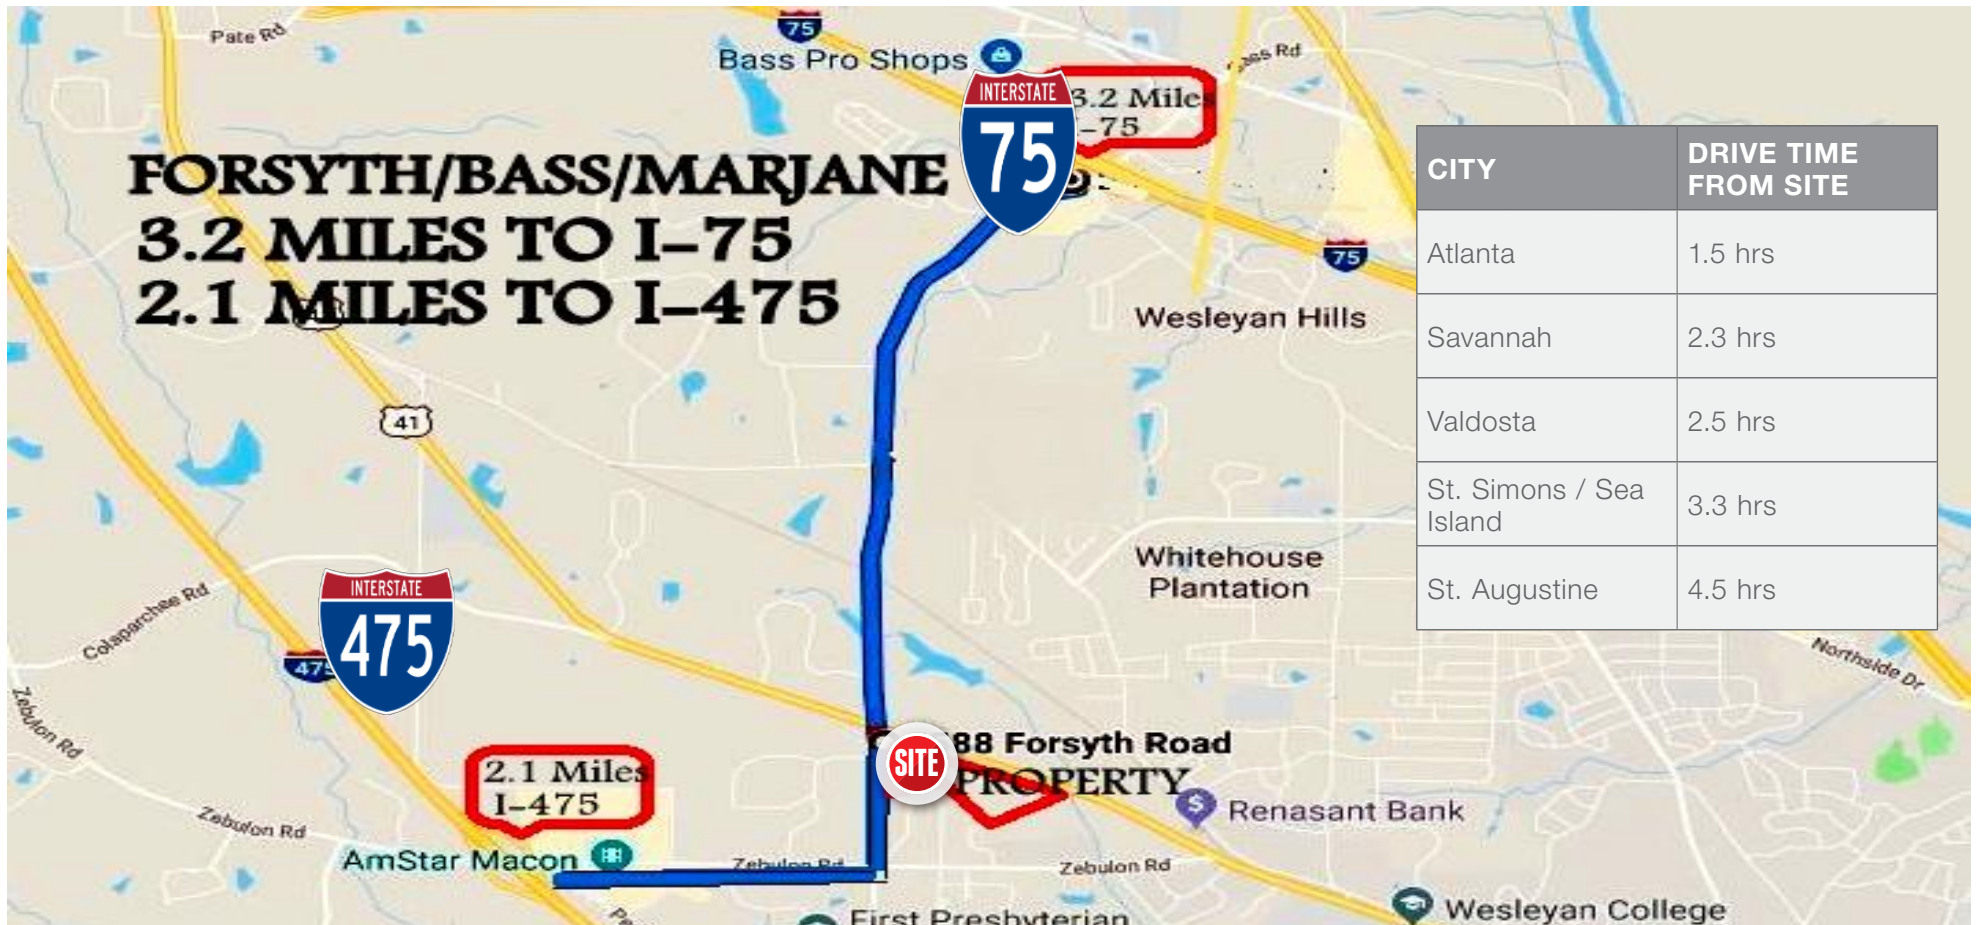 Pate Rd
75
Bass Pro Shops
Bass Rd
INTERSTATE
75
3.2 Miles
I-75
FORSYTH/BASS/MARJANE
3.2 MILES TO I-75
2.1 MILES TO I-475
75
Wesleyan Hills
CITY
DRIVE TIME
FROM SITE
Atlanta
1.5 hrs
Savannah
2.3 hrs
Valdosta
2.5 hrs
St. Simons / Sea
Island
3.3 hrs
St. Augustine
4.5 hrs
41
Whitehouse
Plantation
Colaparchee Rd
INTERSTATE
475
475
Zebulon Rd
Northside Dr
SITE
88 Forsyth Road
PROPERTY
2.1 Miles
I-475
Renasant Bank
Zebulon Rd
AmStar Macon
Zebulon Rd
Zebulon Rd
First Presbyterian
Wesleyan College